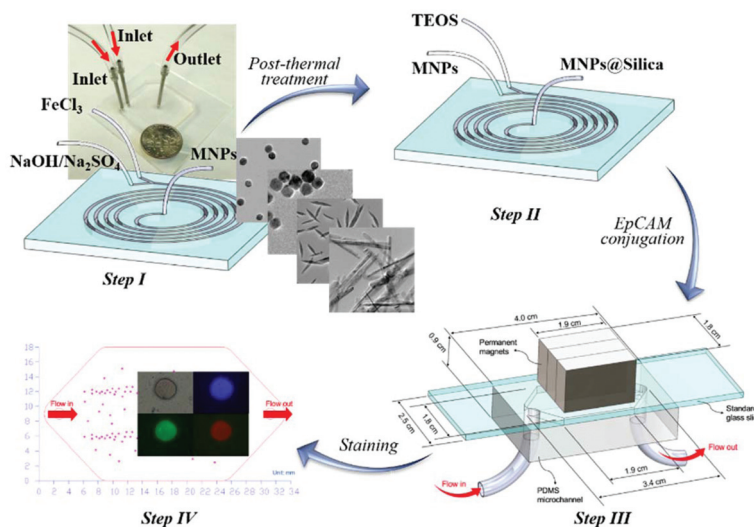 Inlet
Inlet
Outlet
FeCl₃
NaOH/Na₂SO₄
MNPs
Step I
Post-thermal
treatment
TEOS
MNPs
MNPs@Silica
Step II
EpCAM
conjugation
4.0 cm
1.9 cm
0.9 cm
1.8 cm
Permanent
magnets
2.5 cm
1.8 cm
Standard
glass slid
Flow out
1.9 cm
3.4 cm
Flow in
PDMS
microchannel
Step III
Staining
18
16
14
12
10
8
6
4
2
0
Flow in
Flow out
Unit: mm
0 2 4 6 8 10 12 14 16 18 20 22 24 26 28 30 32 34
Step IV